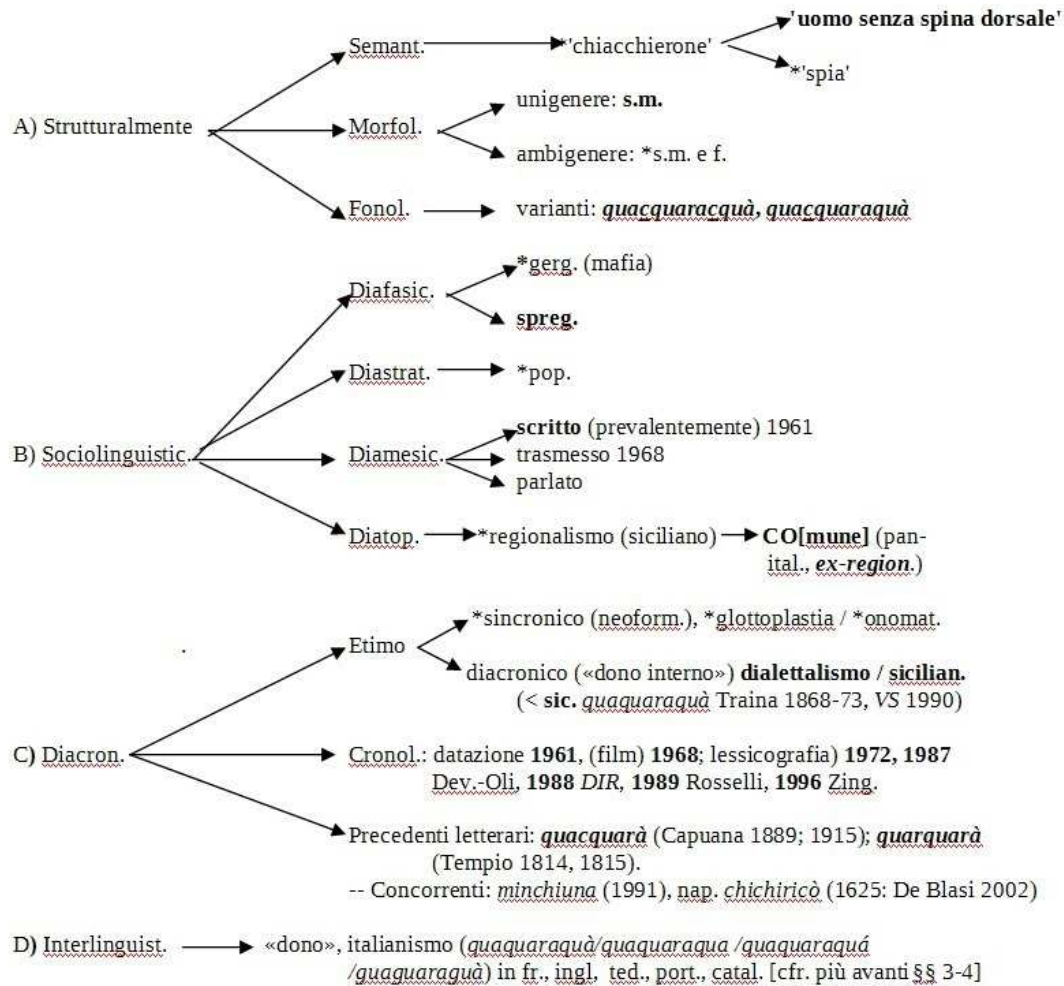 'uomo senza spina dorsale'
Semant. *'chiacchierone'
*'spia'
unigenere: s.m.
A) Strutturalmente Morfol.
ambigenere: *s.m. e f.
Fonol. varianti: quacquaracquà, quacquaraquà
*gerg. (mafia)
Diafasic.
spreg.
Diastrat. *pop.
scritto (prevalentemente) 1961
B) Sociolinguistic. Diamesic. trasmesso 1968
parlato
Diatop. *regionalismo (siciliano) CO[mune] (pan-
ital., ex-region.)
*sincronico (neoform.), *glottoplastia / *onomat.
Etimo
diacronico («dono interno») dialettalismo / sicilian.
(< sic. quaquaraquà Traina 1868-73, VS 1990)
C) Diacron. Cronol.: datazione 1961, (film) 1968; lessicografia) 1972, 1987
Dev.-Oli, 1988 DIR, 1989 Rosselli, 1996 Zing.
Precedenti letterari: quacquarà (Capuana 1889; 1915); quarquarà
(Tempio 1814, 1815).
-- Concorrenti: minchiuna (1991), nap. chichiricò (1625: De Blasi 2002)
D) Interlinguist. «dono», italianismo (quaquaraquà/quaquaraqua /quaquaraquá
/guaguaraguà) in fr., ingl, ted., port., catal. [cfr. più avanti §§ 3-4]